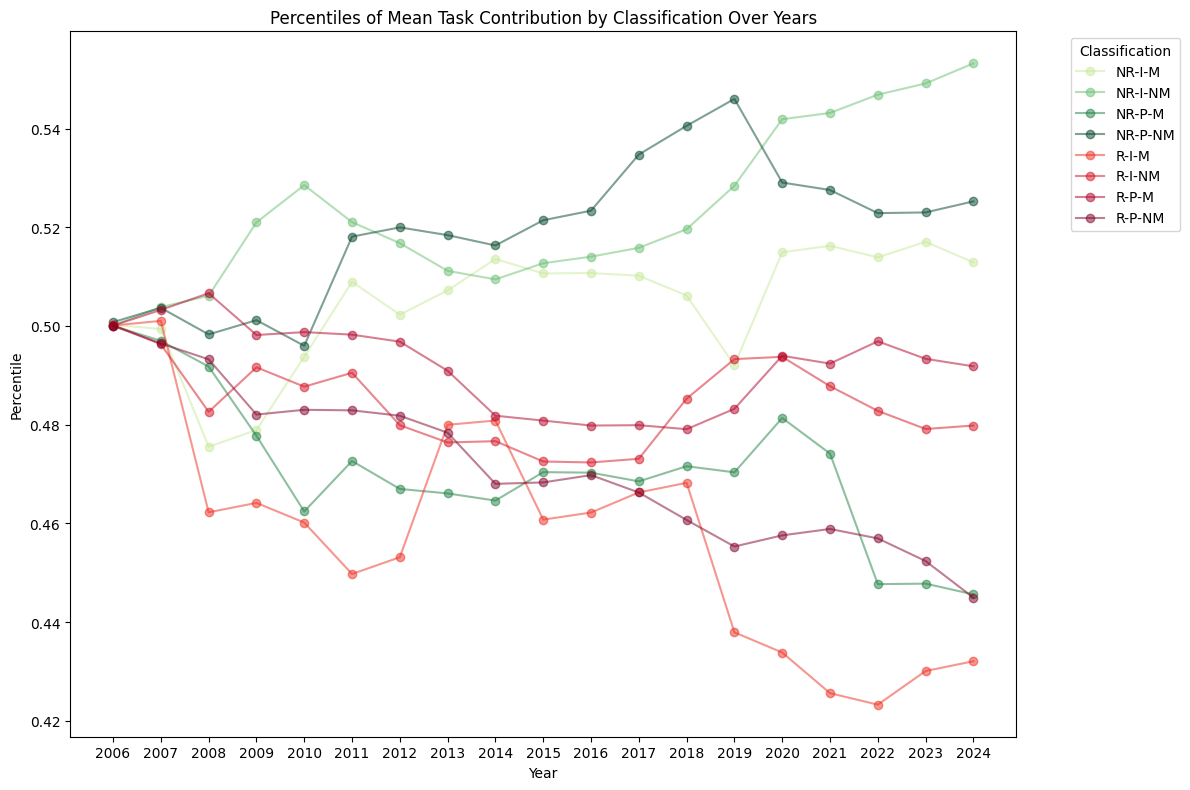 Percentiles of Mean Task Contribution by Classification Over Years
Classification
NR-I-M
NR-I-NM
NR-P-M
NR-P-NM
R-I-M
R-I-NM
R-P-M
R-P-NM
Percentile
0.54
0.52
0.50
0.48
0.46
0.44
0.42
2006 2007 2008 2009 2010 2011 2012 2013 2014 2015 2016 2017 2018 2019 2020 2021 2022 2023 2024
Year